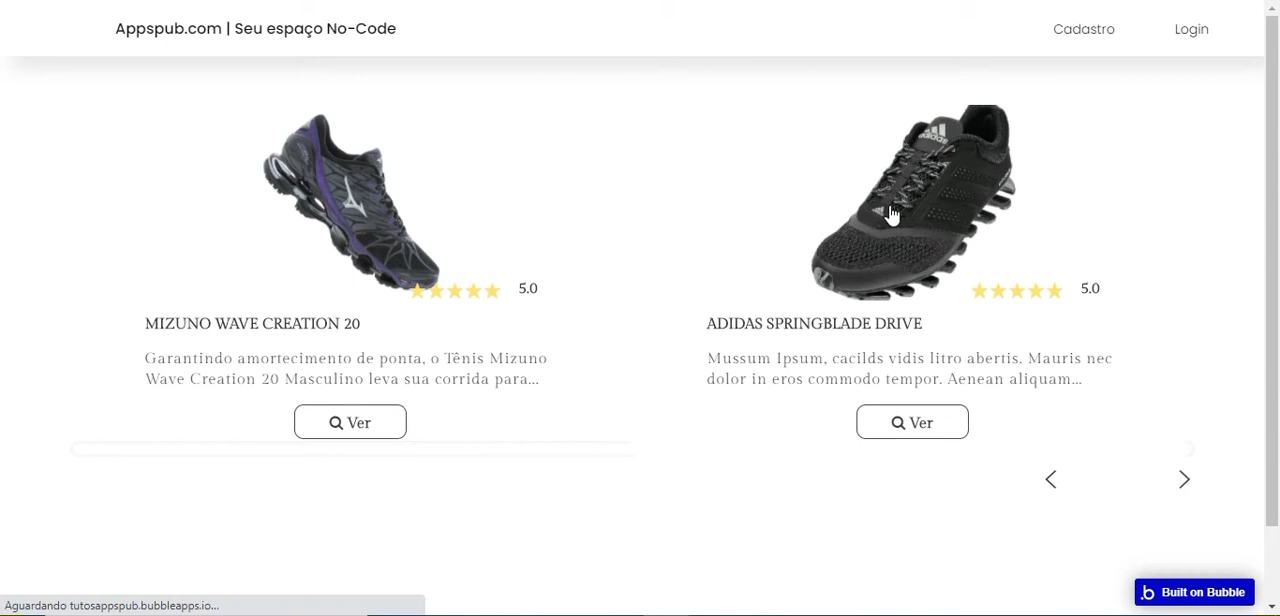 Appspub.com | Seu espaço No-Code
Cadastro
Login
adidas
5.0
5.0
MIZUNO WAVE CREATION 20
ADIDAS SPRINGBLADE DRIVE
Garantindo amortecimento de ponta, o Tênis Mizuno
Wave Creation 20 Masculino leva sua corrida para...
Mussum Ipsum, cacilds vidis litro abertis. Mauris nec
dolor in eros commodo tempor. Aenean aliquam...
Ver
Ver
b Built on Bubble
Aguardando tutosappspub.bubbleapps.io...